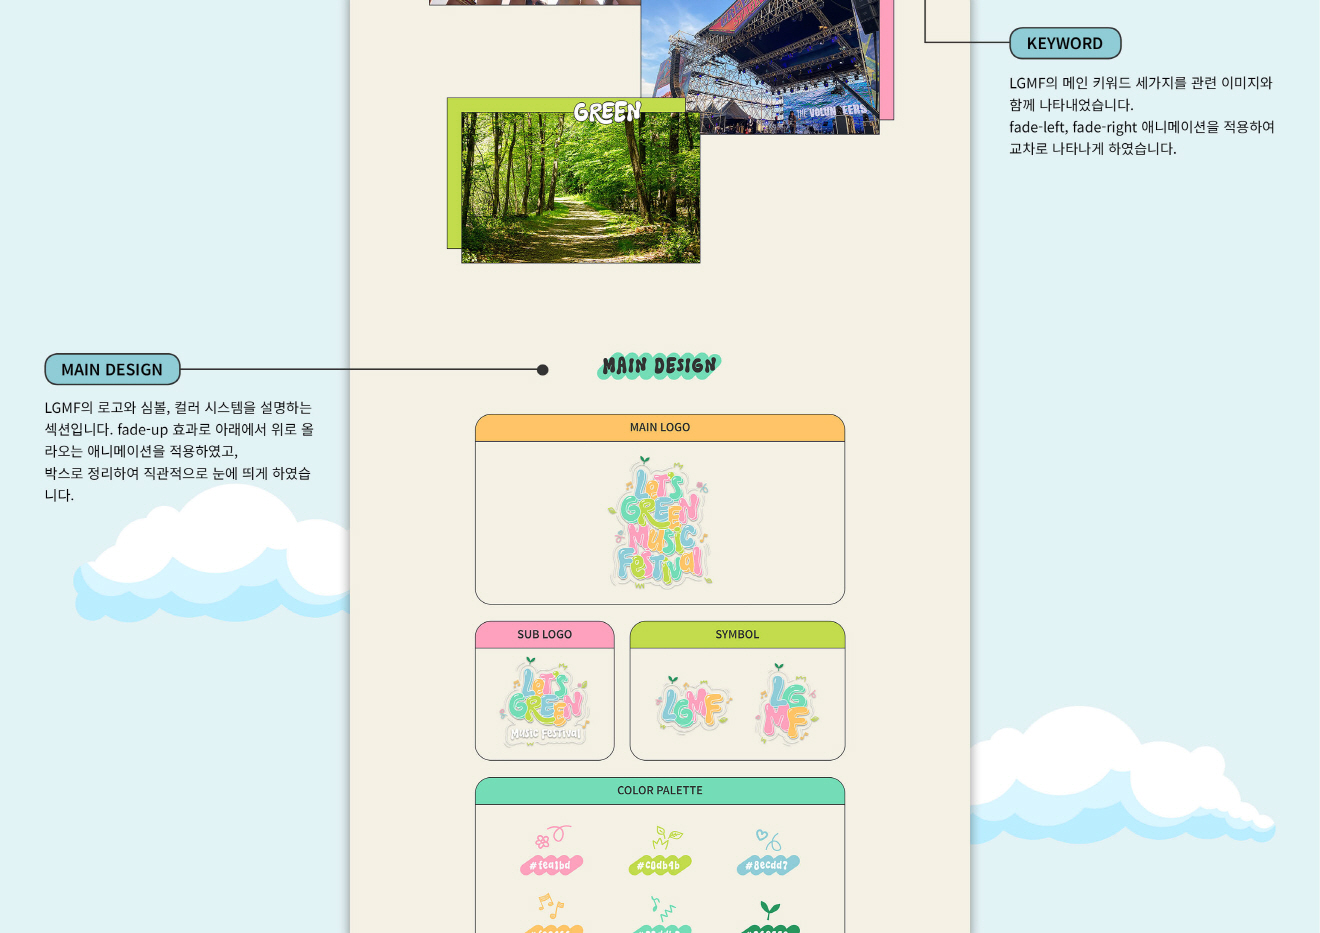 KEYWORD
LGMF의 메인 키워드 세가지를 관련 이미지와
함께 나타내었습니다.
fade-left, fade-right 애니메이션을 적용하여
교차로 나타나게 하였습니다.
THE VOLUNTEERS
GREEN
MAIN DESIGN
LGMF의 로고와 심볼, 컬러 시스템을 설명하는
섹션입니다. fade-up 효과로 아래에서 위로 올
라오는 애니메이션을 적용하였고,
박스로 정리하여 직관적으로 눈에 띄게 하였습
니다.
MAIN DESIGN
MAIN LOGO
LOT'S
GREEN
MUSIC
FESTIVAL
SUB LOGO
LOT'S
GREEN
MUSIC FESTIVAL
SYMBOL
LGMF
LG
MF
COLOR PALETTE
#fea1bd
#c0db4b
#8ecdd7